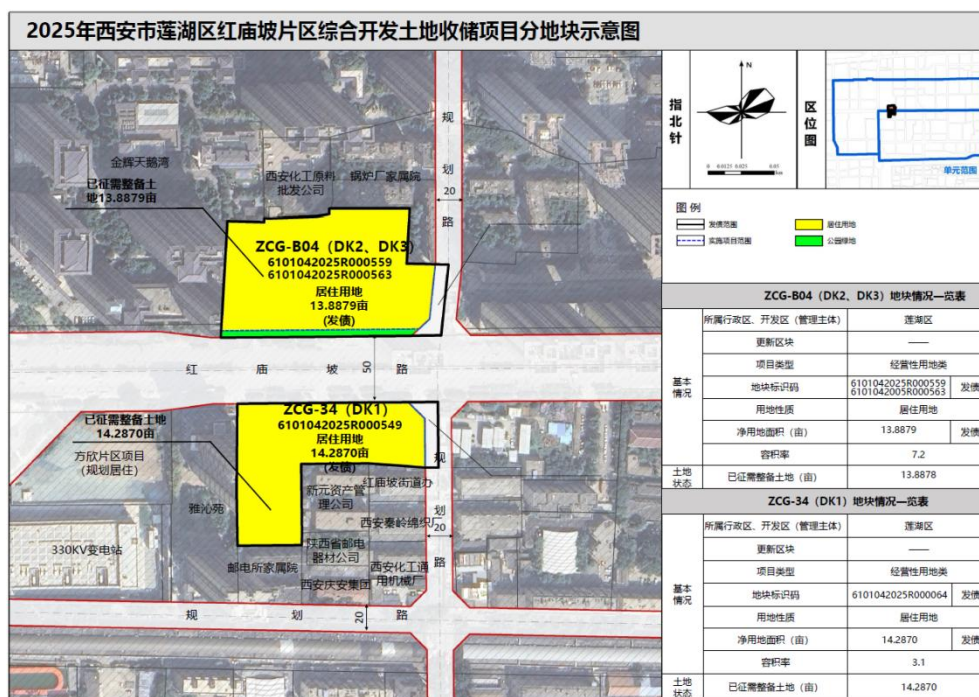 2025年西安市莲湖区红庙坡片区综合开发土地收储项目分地块示意图
金辉天鹅湾
西安化工原料
批发公司
锅炉厂家属院
规
划
20
路
已征需整备土
地13.8879亩
ZCG-B04（DK2、DK3）
6101042025R000559
6101042025R000563
居住用地
13.8879亩
(发债)
红 庙 坡 路
50
ZCG-34（DK1）
6101042025R000549
居住用地
14.2870亩
(发债)
已征需整备土地
14.2870亩
方欣片区项目
(规划居住)
雅沁苑
330KV变电站
邮电所家属院
新元资产管
理公司
红庙坡街道办
西安秦岭绵织厂
陕西省邮电
器材公司
西安庆安集团
西安化工通
用机械厂
规
划
20
路
规 划 路
20
指北针
N
0 0.0125 0.025 0.05
km
区位图
单元范围
图 例
发债范围
居住用地
实施项目范围
公园绿地
ZCG-B04（DK2、DK3）地块情况一览表
基本情况
所属行政区、开发区（管理主体） 莲湖区
更新区块 ——
项目类型 经营性用地类
地块标识码 6101042025R000559
6101042005R000563 发债
用地性质 居住用地
净用地面积（亩） 13.8879 发债
容积率 7.2
土地状态 已征需整备土地（亩） 13.8878
ZCG-34（DK1）地块情况一览表
基本情况
所属行政区、开发区（管理主体） 莲湖区
更新区块 ——
项目类型 经营性用地类
地块标识码 6101042025R000064 发债
用地性质 居住用地
净用地面积（亩） 14.2870 发债
容积率 3.1
土地状态 已征需整备土地（亩） 14.2870